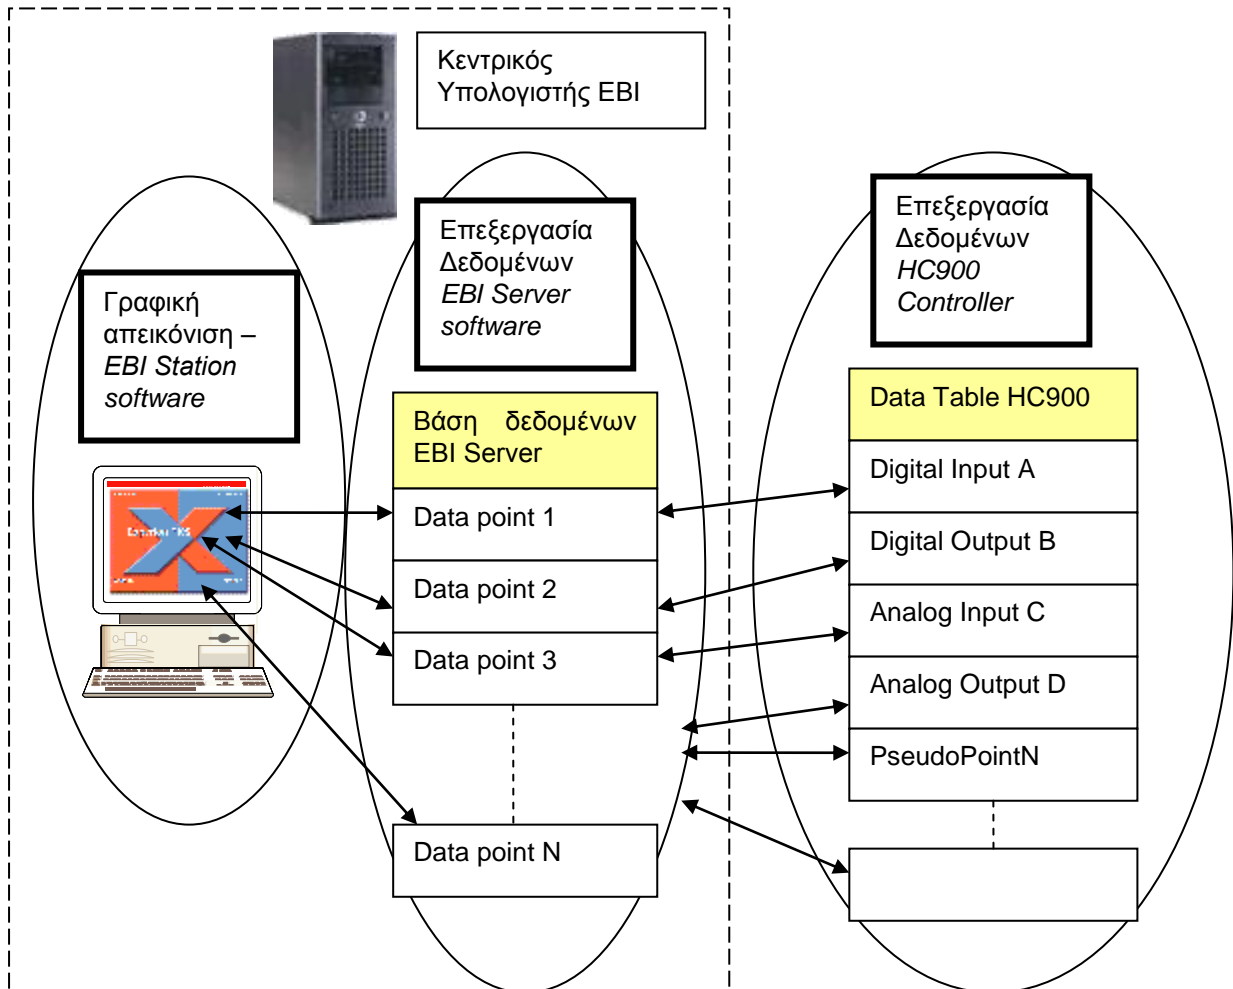 Κεντρικός
Υπολογιστής EBI
Επεξεργασία
Δεδομένων
EBI Server
software
Επεξεργασία
Δεδομένων
HC900
Controller
Γραφική
απεικόνιση –
EBI Station
software
Βάση δεδομένων
EBI Server
Data point 1
Data point 2
Data point 3
Data point N
Data Table HC900
Digital Input A
Digital Output B
Analog Input C
Analog Output D
PseudoPointN